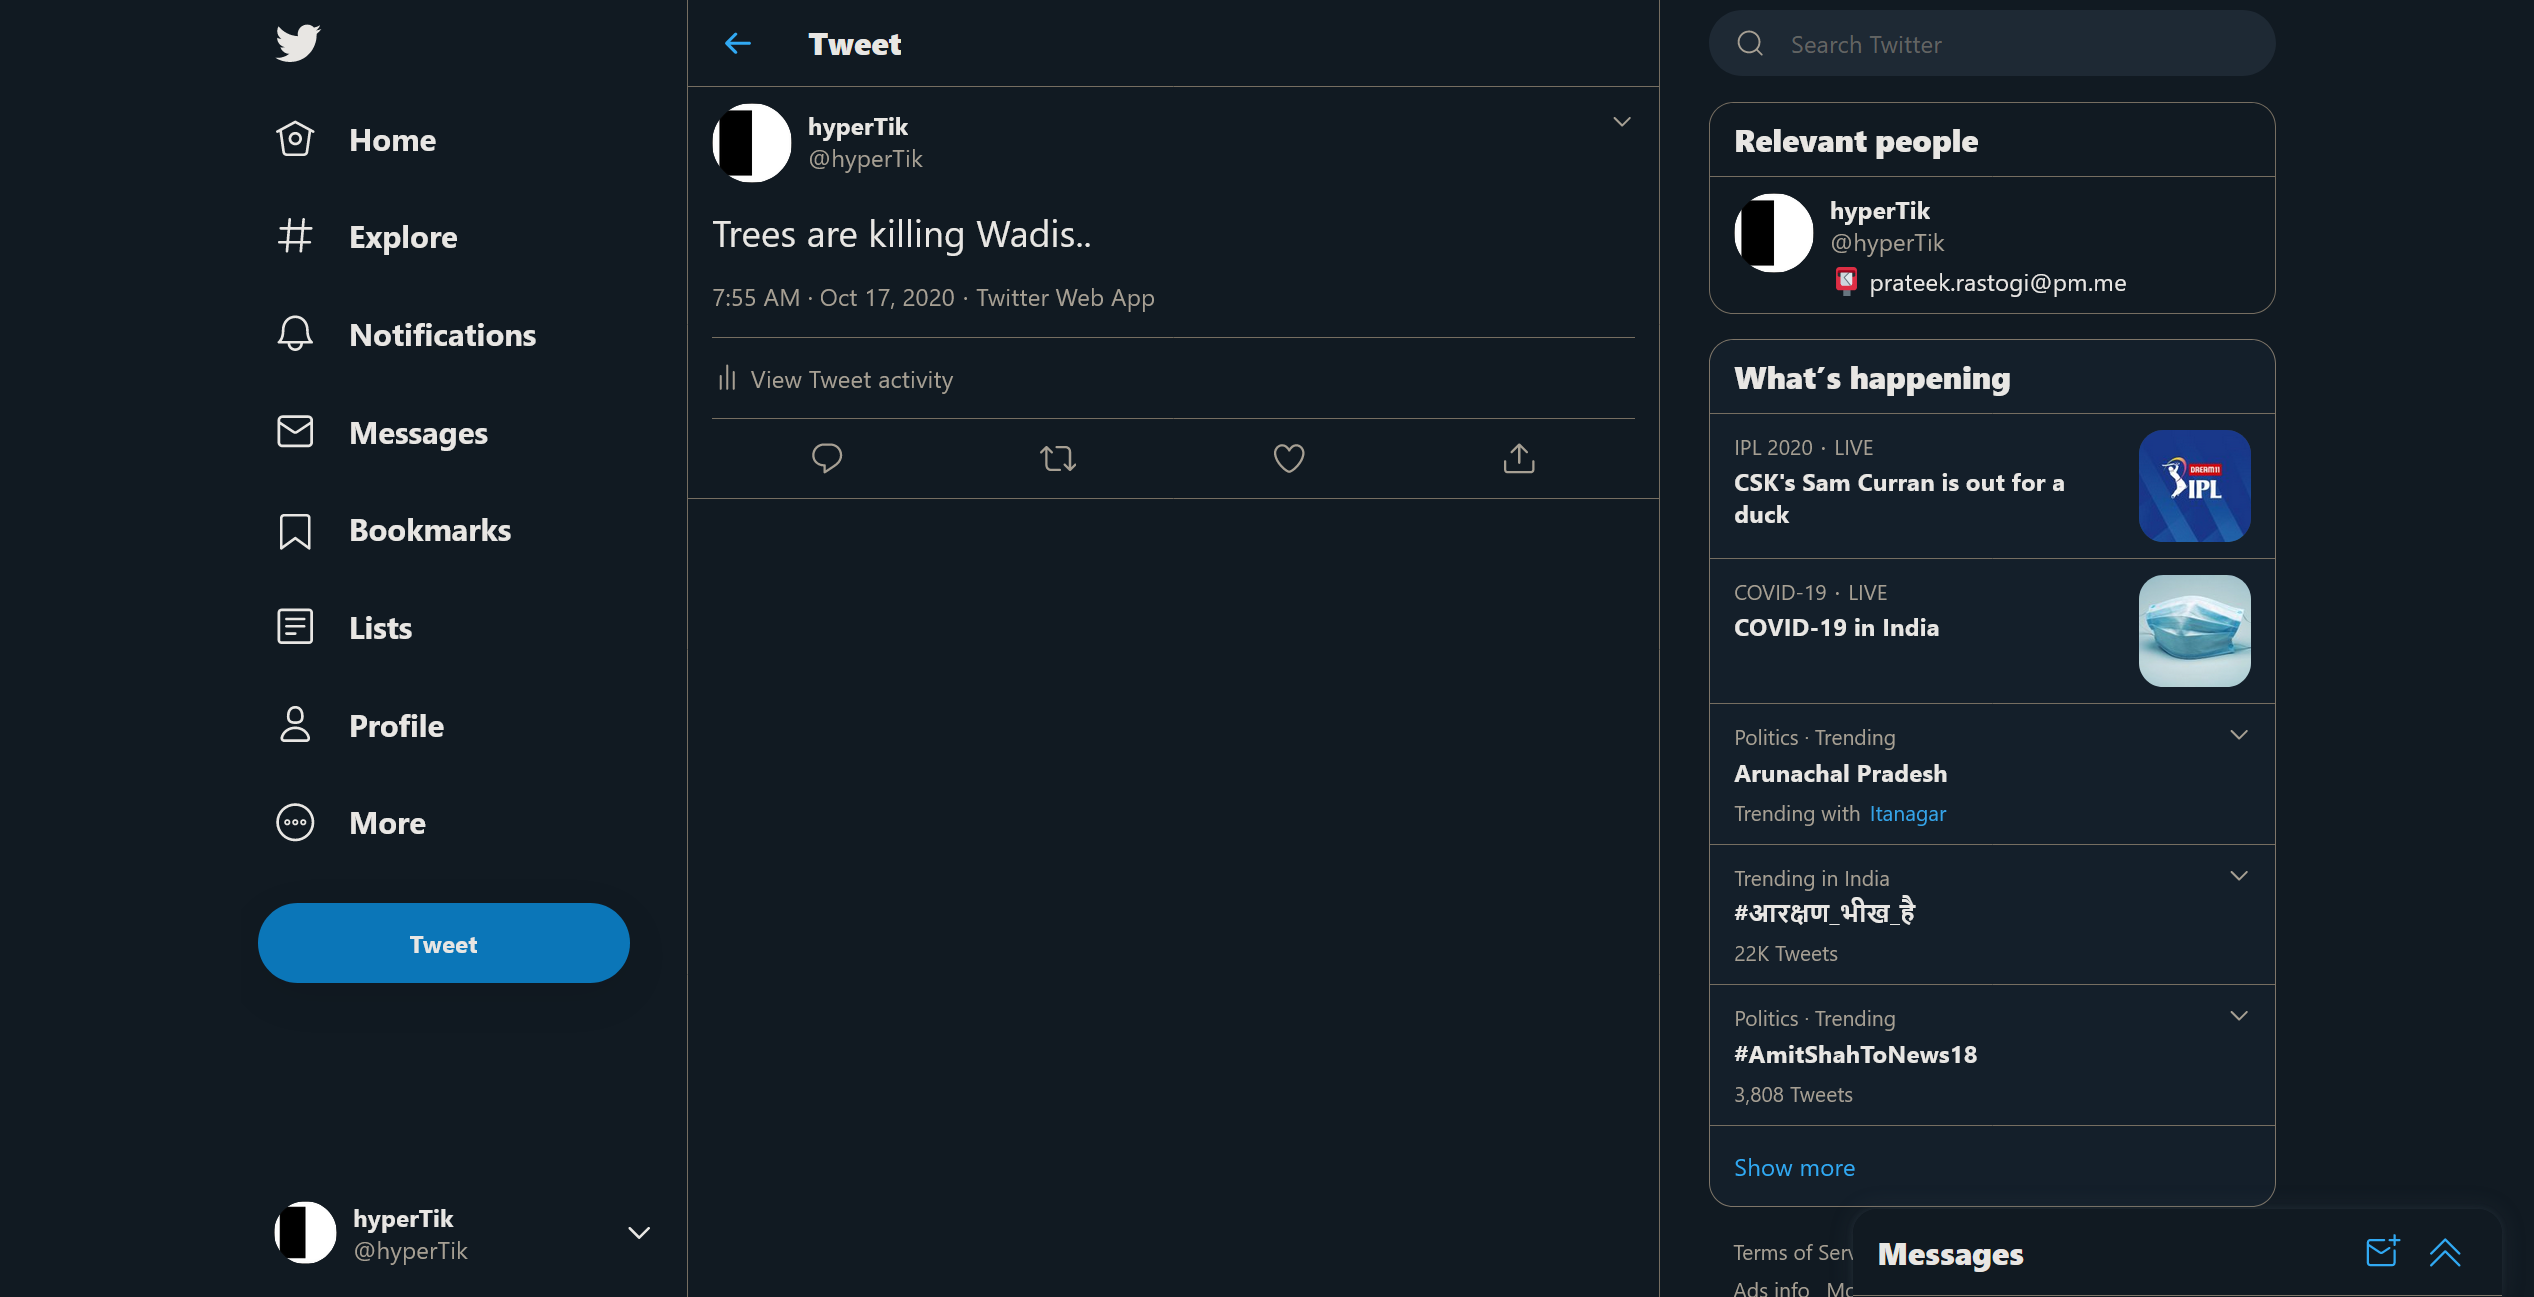 Home
Explore
Notifications
Messages
Bookmarks
Lists
Profile
More
Tweet
hyperTik
@hyperTik
Tweet
hyperTik
@hyperTik
Trees are killing Wadis..
7:55 AM · Oct 17, 2020 · Twitter Web App
View Tweet activity
Search Twitter
Relevant people
hyperTik
@hyperTik
prateek.rastogi@pm.me
What's happening
IPL 2020 · LIVE
CSK's Sam Curran is out for a
duck
DREAM11
IPL
COVID-19 · LIVE
COVID-19 in India
Politics · Trending
Arunachal Pradesh
Trending with Itanagar
Trending in India
#आरक्षण_भीख_है
22K Tweets
Politics · Trending
#AmitShahToNews18
3,808 Tweets
Show more
Terms of Serv
Ads info
Messages